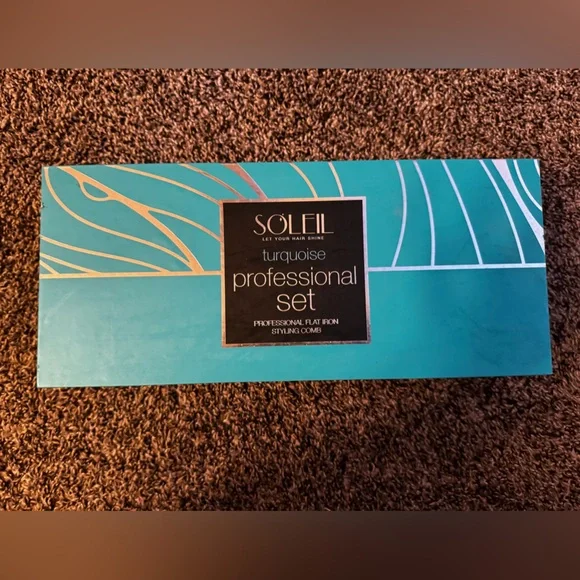 SÓLEIL
LET YOUR HAIR SHINE
turquoise
professional
set
PROFESSIONAL FLAT IRON
STYLING COMB